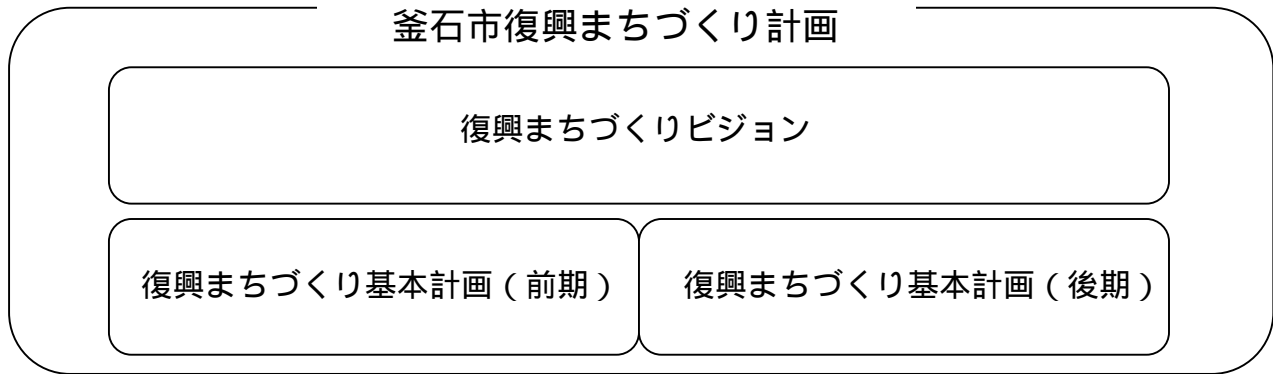 釜石市復興まちづくり計画
復興まちづくりビジョン
復興まちづくり基本計画（前期）
復興まちづくり基本計画（後期）